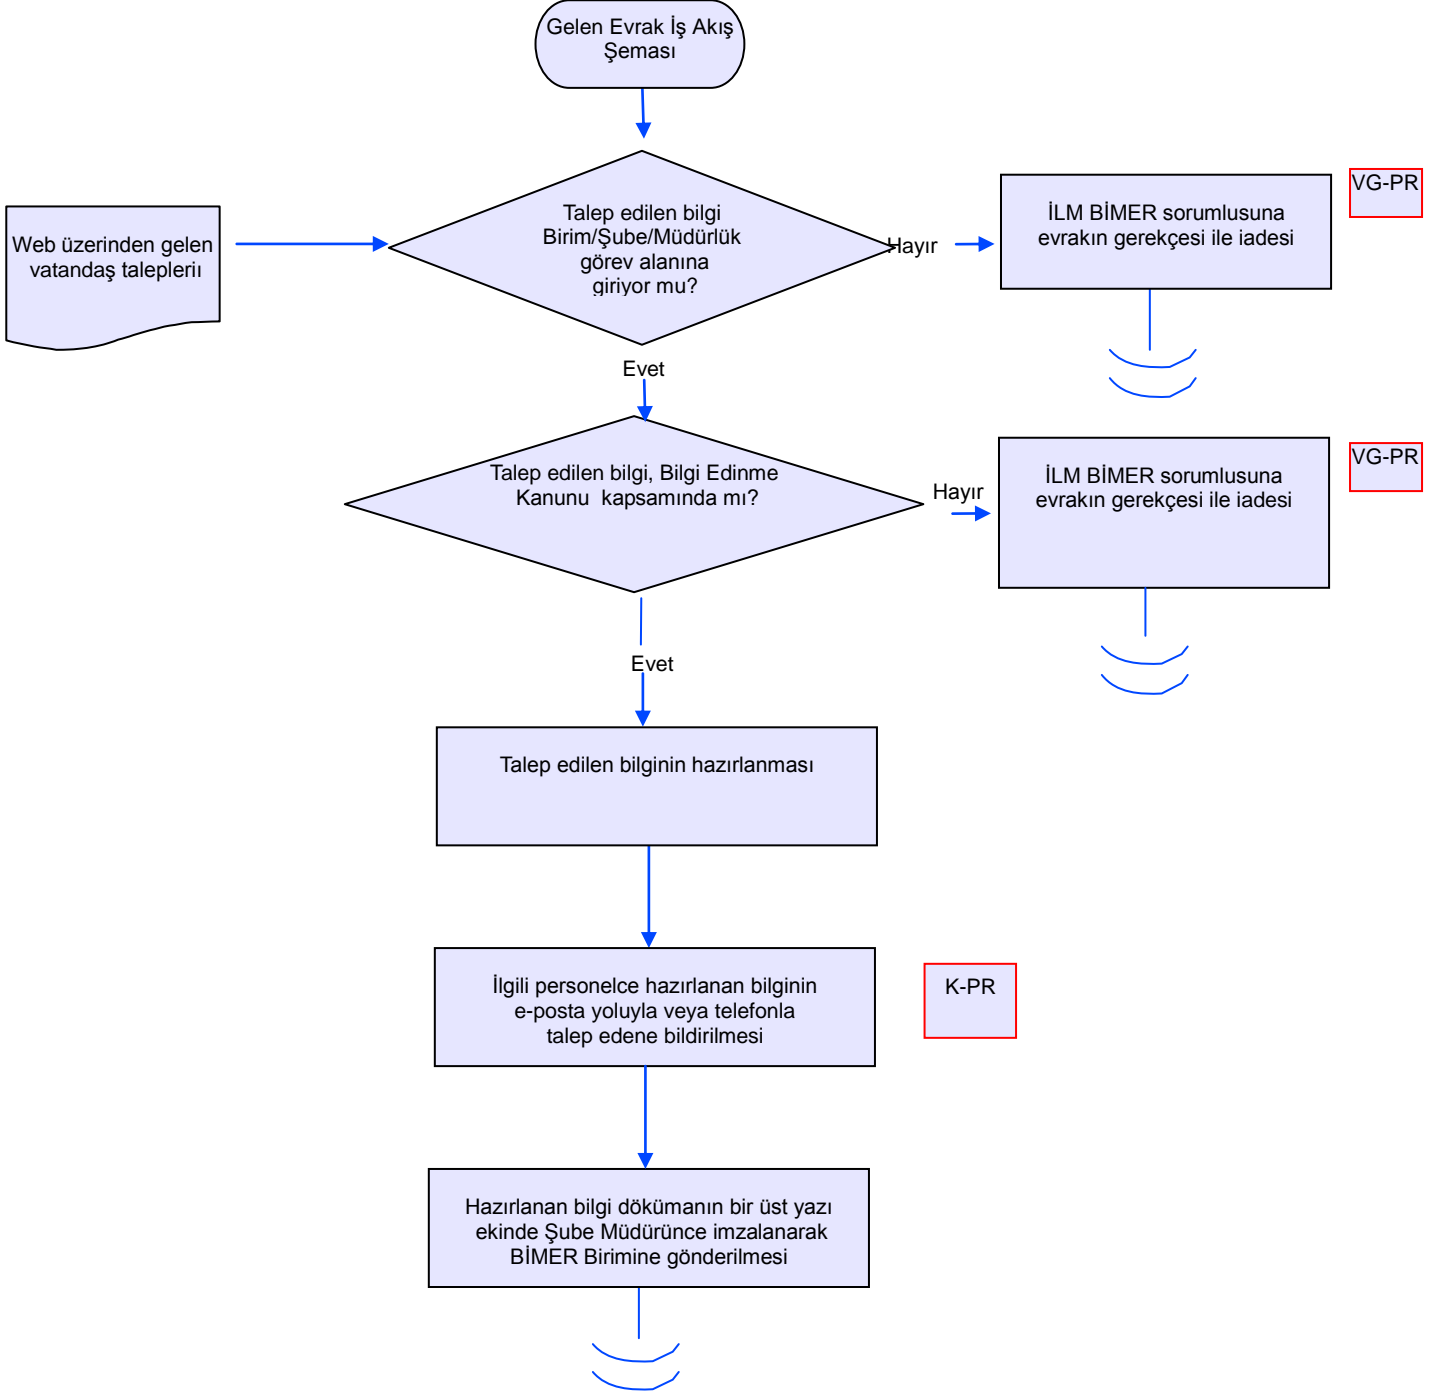 Gelen Evrak İş Akış
Şeması
Web üzerinden gelen
vatandaş taleplerii
Talep edilen bilgi
Birim/Şube/Müdürlük
görev alanına
giriyor mu?
Hayır
İLM BİMER sorumlusuna
evrakın gerekçesi ile iadesi
VG-PR
Evet
Talep edilen bilgi, Bilgi Edinme
Kanunu kapsamında mı?
Hayır
İLM BİMER sorumlusuna
evrakın gerekçesi ile iadesi
VG-PR
Evet
Talep edilen bilginin hazırlanması
İlgili personelce hazırlanan bilginin
e-posta yoluyla veya telefonla
talep edene bildirilmesi
K-PR
Hazırlanan bilgi dökümanın bir üst yazı
ekinde Şube Müdürünce imzalanarak
BİMER Birimine gönderilmesi